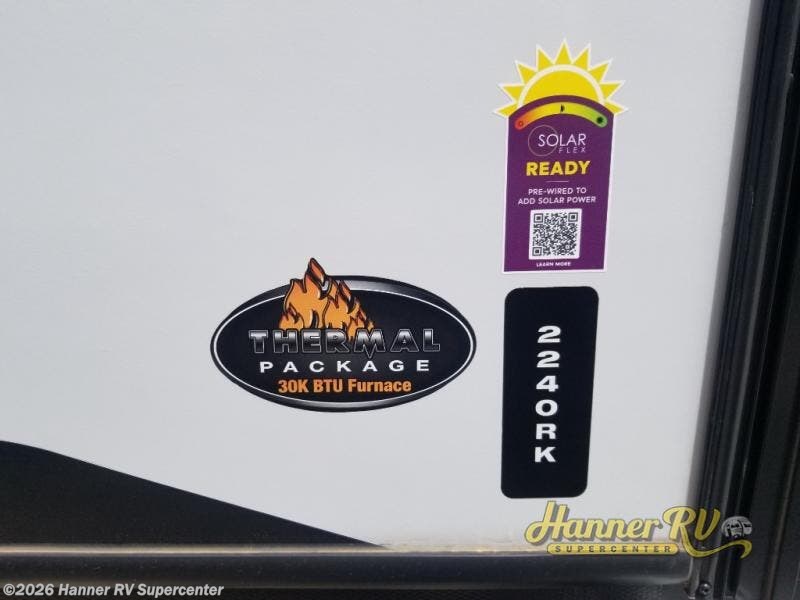 SOLAR
FLEX
READY
PRE-WIRED TO
ADD SOLAR POWER
LEARN MORE
THERMAL
PACKAGE
30K BTU Furnace
2240RK
Hanner RV
SUPERCENTER
©2026 Hanner RV Supercenter